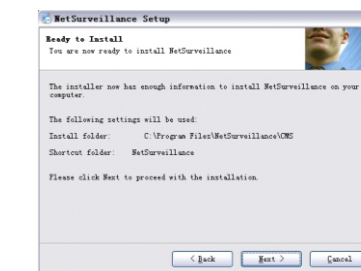 NetSurveillance Setup
Ready to Install
You are now ready to install NetSurveillance
The installer now has enough information to install NetSurveillance on your
computer.
The following settings will be used:
Install folder: C:\Program Files\NetSurveillance\CMS
Shortcut folder: NetSurveillance
Please click Next to proceed with the installation.
< Back Next > Cancel